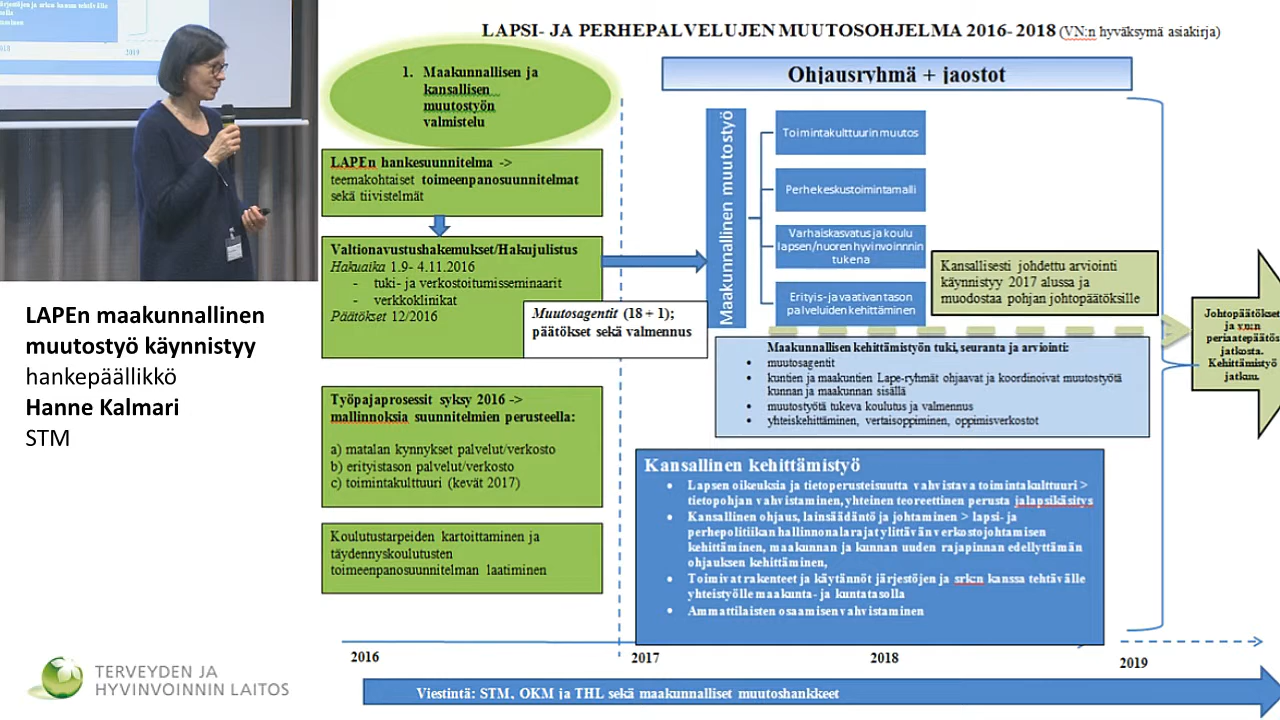 LAPSI- JA PERHEPALVELUJEN MUUTOSOHJELMA 2016- 2018 (VN:n hyväksymä asiakirja)
1. Maakunnallisen ja
kansallisen
muutostyön
valmistelu
LAPEn hankesuunnitelma ->
teemakohtaiset toimeenpanosuunnitelmat
sekä tiivistelmät
Valtionavustushakemukset/Hakujulistus
Hakuaika 1.9- 4.11.2016
- tuki- ja verkostoitumisseminaarit
- verkkoklinikat
Päätökset 12/2016
Muutosagentit (18 + 1);
päätökset sekä valmennus
Työpajaprosessit syksy 2016 ->
mallinnoksia suunnitelmien perusteella:
a) matalan kynnykset palvelut/verkosto
b) erityistason palvelut/verkosto
c) toimintakulttuuri (kevät 2017)
Koulutustarpeiden kartoittaminen ja
täydennyskoulutusten
toimeenpanosuunnitelman laatiminen
Ohjausryhmä + jaostot
Maakunnallinen muutostyö
Toimintakulttuurin muutos
Perhekeskustoimintamalli
Varhaiskasvatus ja koulu
lapsen/nuoren hyvinvoinnnin
tukena
Erityis- ja vaativan tason
palveluiden kehittäminen
Kansallisesti johdettu arviointi
käynnistyy 2017 alussa ja
muodostaa pohjan johtopäätöksille
Johtopäätökset
ja vn:n
periaatepäätös
jatkosta.
Kehittämistyö
jatkuu.
Maakunnallisen kehittämistyön tuki, seuranta ja arviointi:
• muutosagentit
• kuntien ja maakuntien Lape-ryhmät ohjaavat ja koordinoivat muutostyötä
kunnan ja maakunnan sisällä
• muutostyötä tukeva koulutus ja valmennus
• yhteiskehittäminen, vertaisoppiminen, oppimisverkostot
Kansallinen kehittämistyö
• Lapsen oikeuksia ja tietoperusteisuutta vahvistava toimintakulttuuri >
tietopohjan vahvistaminen, yhteinen teoreettinen perusta jalapsikäsitys
• Kansallinen ohjaus, lainsäädäntö ja johtaminen > lapsi- ja
perhepolitiikan hallinnonalarajat ylittävän verkostojohtamisen
kehittäminen, maakunnan ja kunnan uuden rajapinnan edellyttämän
ohjauksen kehittäminen,
• Toimivat rakenteet ja käytännöt järjestöjen ja srk:n kanssa tehtävälle
yhteistyölle maakunta- ja kuntatasolla
• Ammattilaisten osaamisen vahvistaminen
2016
2017
2018
2019
Viestintä: STM, OKM ja THL sekä maakunnalliset muutoshankkeet
LAPEn maakunnallinen
muutostyö käynnistyy
hankepäällikkö
Hanne Kalmari
STM
TERVEYDEN JA
HYVINVOINNIN LAITOS